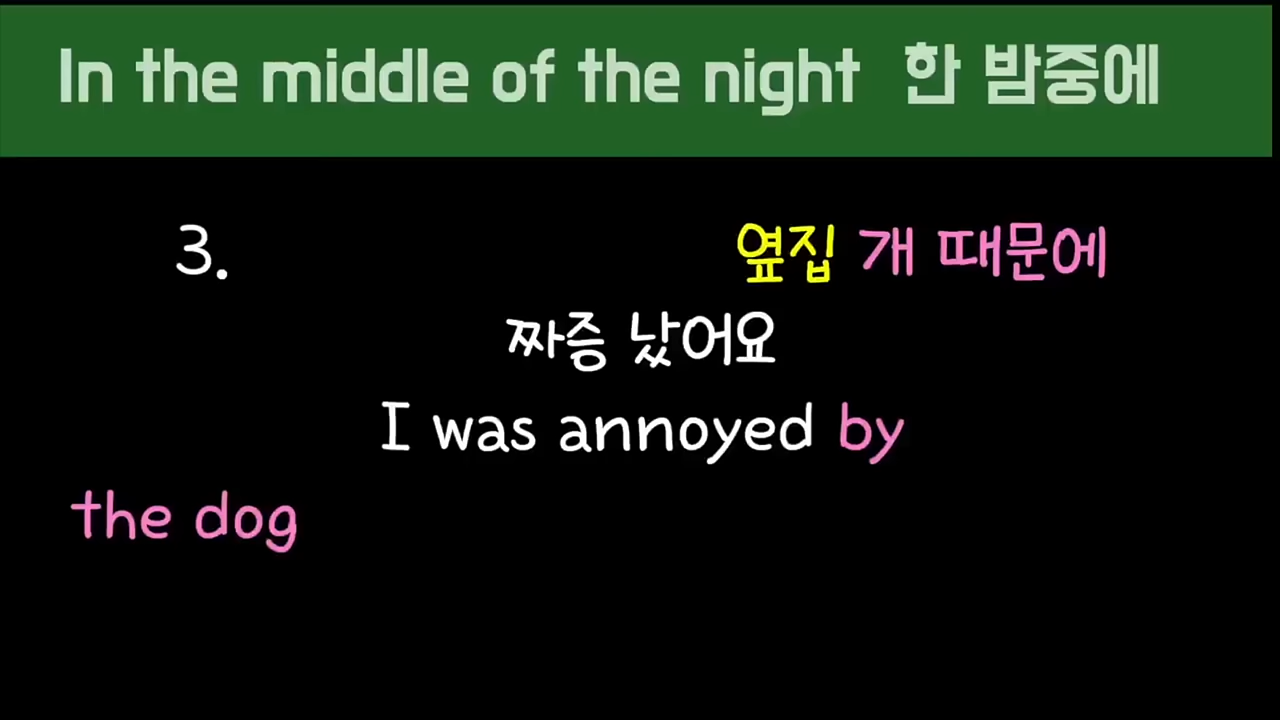 In the middle of the night 한 밤중에
3. 옆집 개 때문에
짜증 났어요
I was annoyed by
the dog